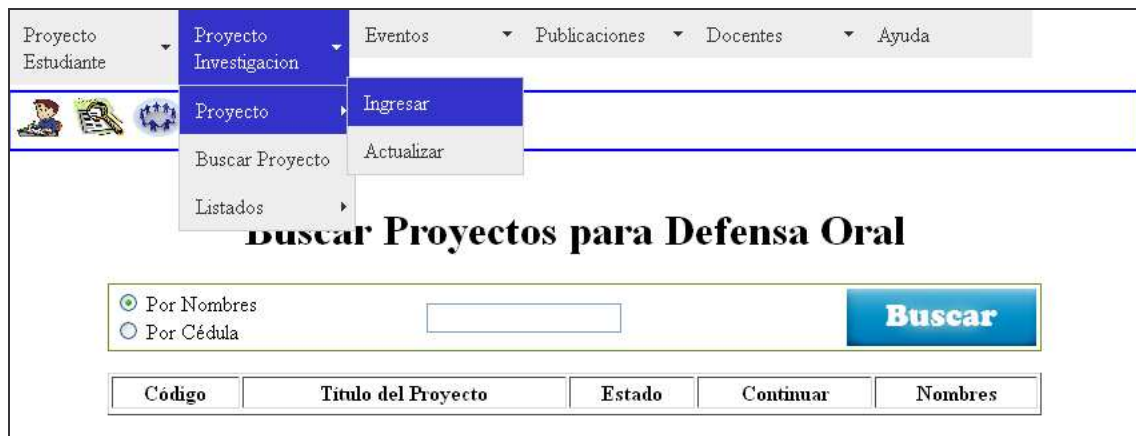 Proyecto Estudiante
Proyecto Investigacion
Eventos
Publicaciones
Docentes
Ayuda
Proyecto
Ingresar
Buscar Proyecto
Actualizar
Listados
Buscar Proyectos para Defensa Oral
Por Nombres
Por Cédula
Buscar
Código
Titulo del Proyecto
Estado
Continuar
Nombres